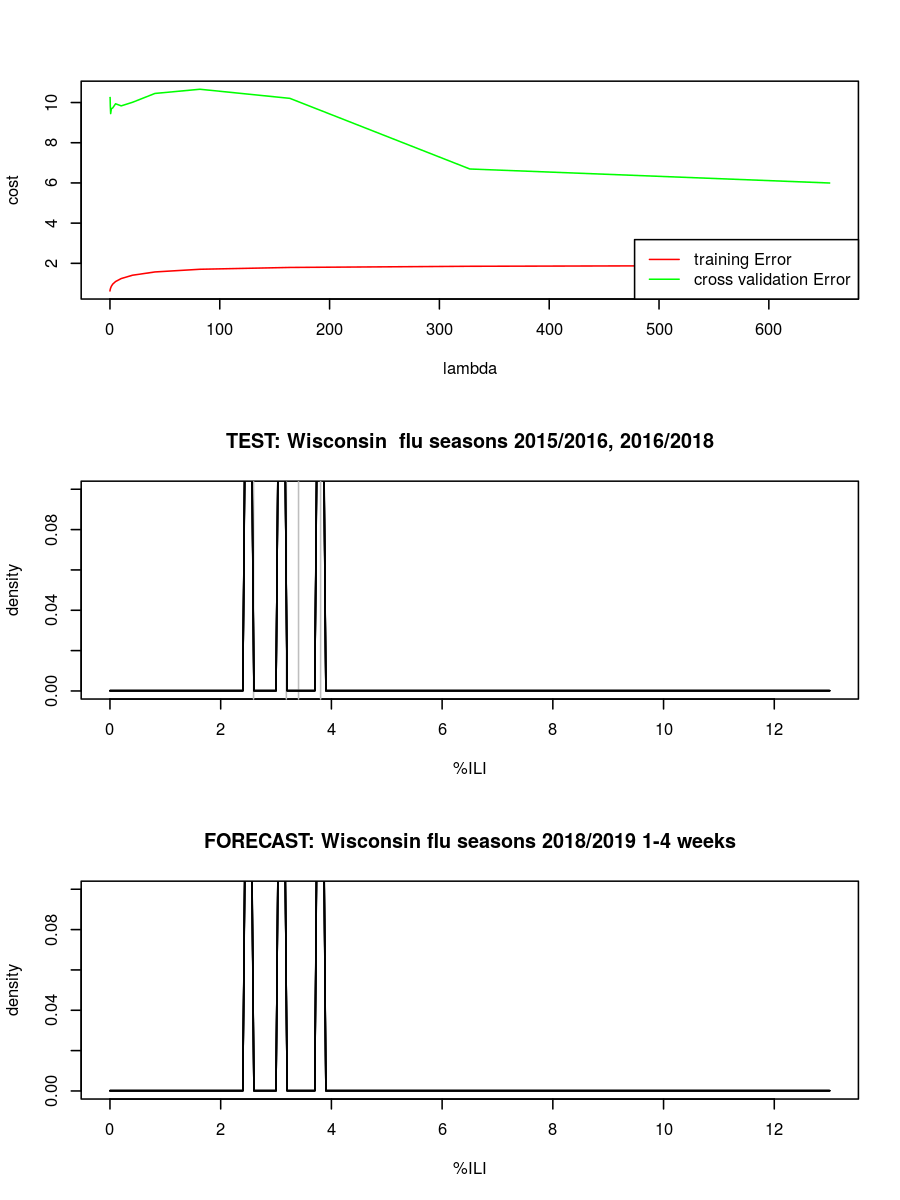 10
8
6
4
2
cost
training Error
cross validation Error
0 100 200 300 400 500 600
lambda
TEST: Wisconsin  flu seasons 2015/2016, 2016/2018
0.08
0.04
0.00
density
0 2 4 6 8 10 12
%ILI
FORECAST: Wisconsin flu seasons 2018/2019 1-4 weeks
0.08
0.04
0.00
density
0 2 4 6 8 10 12
%ILI